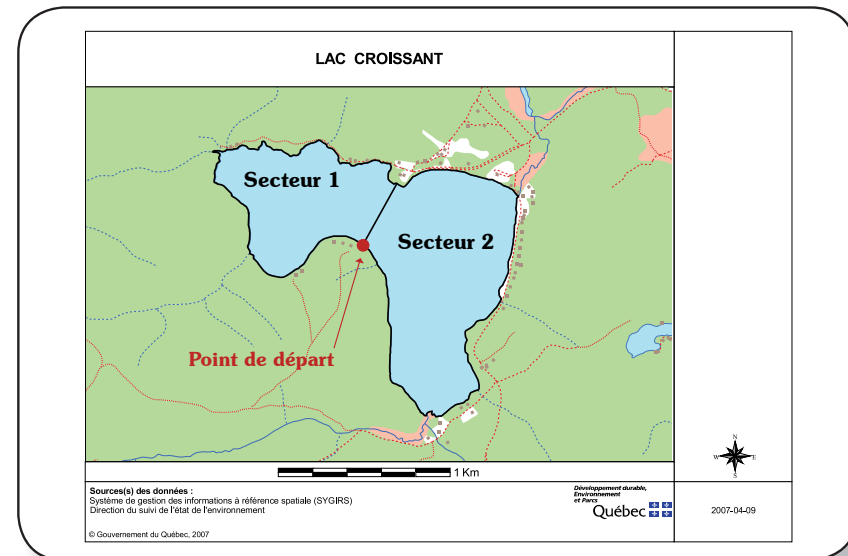 LAC CROISSANT
Secteur 1
Secteur 2
Point de départ
1 Km
N
W E
S
Sources(s) des données :
Système de gestion des informations à référence spatiale (SYGIRS)
Direction du suivi de l'état de l'environnement
© Gouvernement du Québec, 2007
Développement durable,
Environnement
et Parcs
Québec
2007-04-09